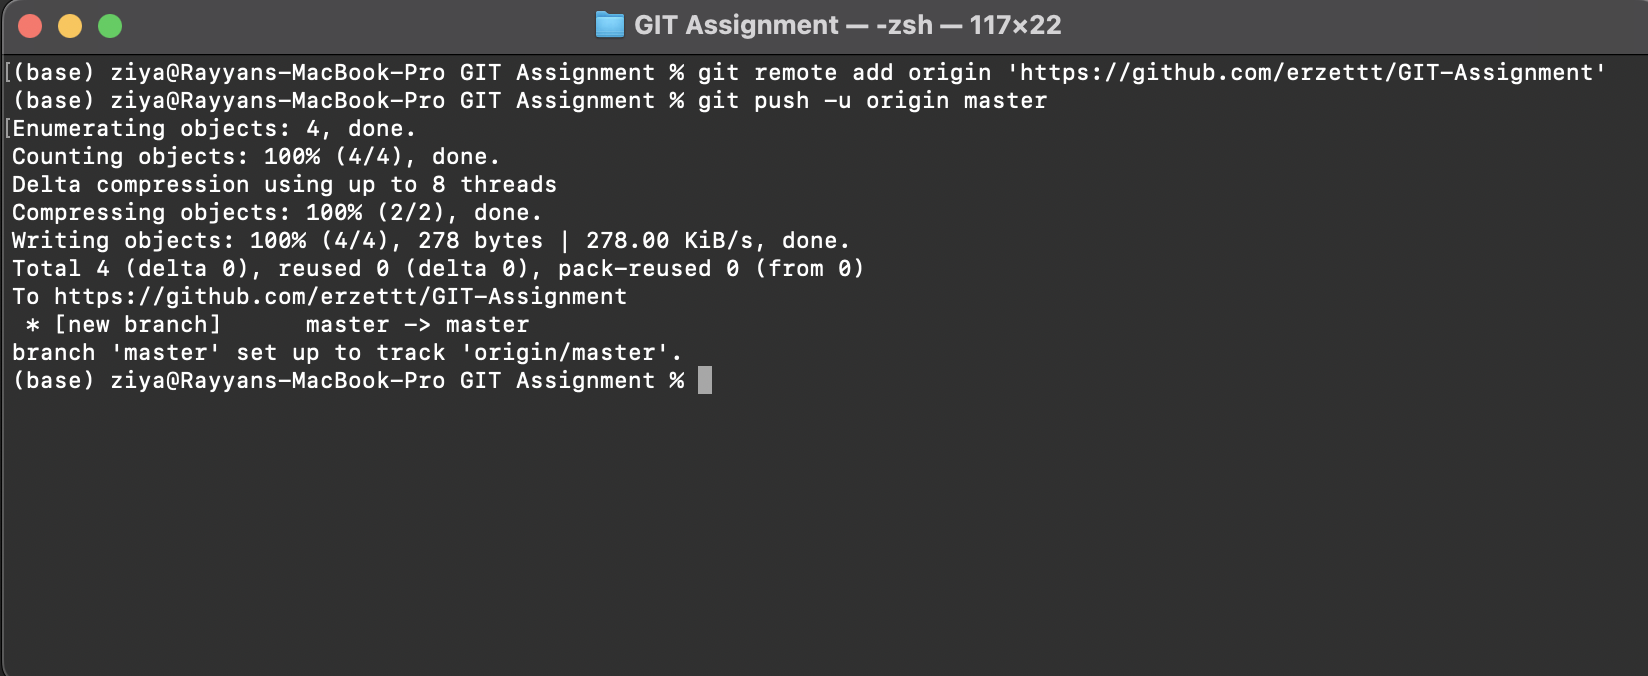 GIT Assignment — -zsh — 117×22
(base) ziya@Rayyans-MacBook-Pro GIT Assignment % git remote add origin 'https://github.com/erzettt/GIT-Assignment'
(base) ziya@Rayyans-MacBook-Pro GIT Assignment % git push -u origin master
Enumerating objects: 4, done.
Counting objects: 100% (4/4), done.
Delta compression using up to 8 threads
Compressing objects: 100% (2/2), done.
Writing objects: 100% (4/4), 278 bytes | 278.00 KiB/s, done.
Total 4 (delta 0), reused 0 (delta 0), pack-reused 0 (from 0)
To https://github.com/erzettt/GIT-Assignment
 * [new branch]      master -> master
branch 'master' set up to track 'origin/master'.
(base) ziya@Rayyans-MacBook-Pro GIT Assignment %